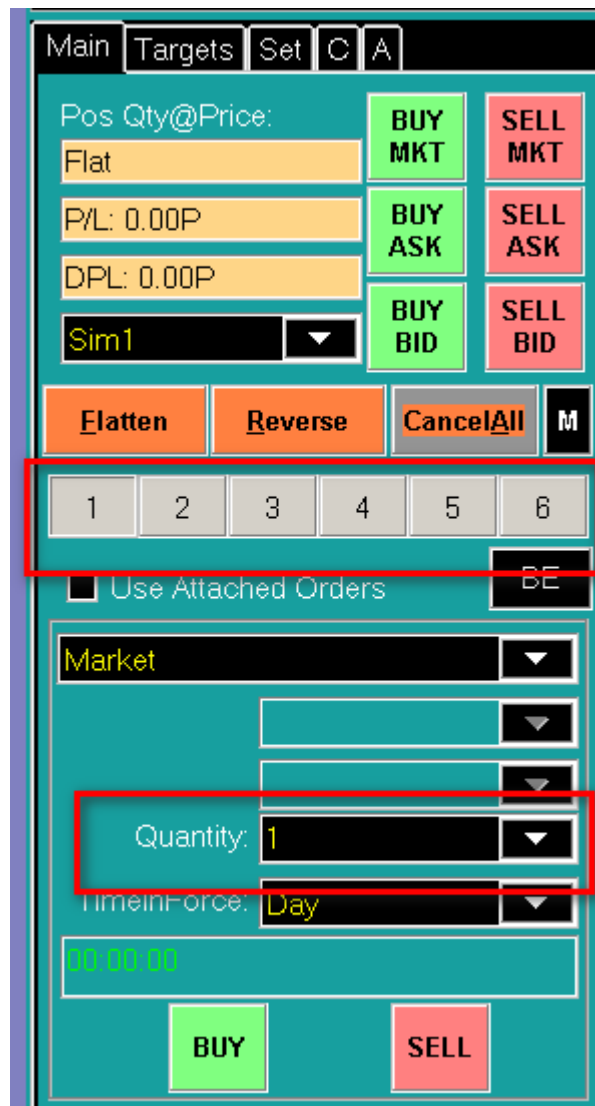 Main Targets Set C A
Pos Qty@Price:
Flat
P/L: 0.00P
DPL: 0.00P
Sim1
BUY MKT
SELL MKT
BUY ASK
SELL ASK
BUY BID
SELL BID
Flatten Reverse CancelAll M
1 2 3 4 5 6
Use Attached Orders BE
Market
Quantity: 1
TimeInForce: Day
00:00:00
BUY SELL